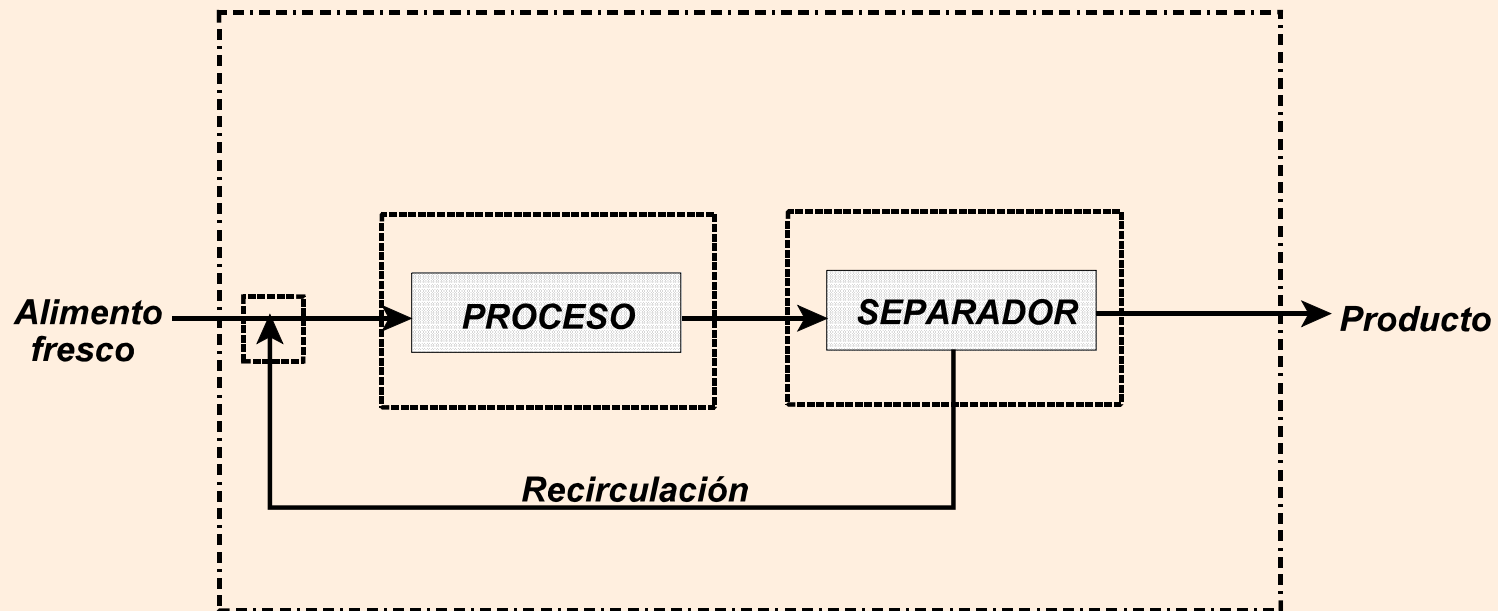 Alimento
fresco
PROCESO
SEPARADOR
Producto
Recirculación